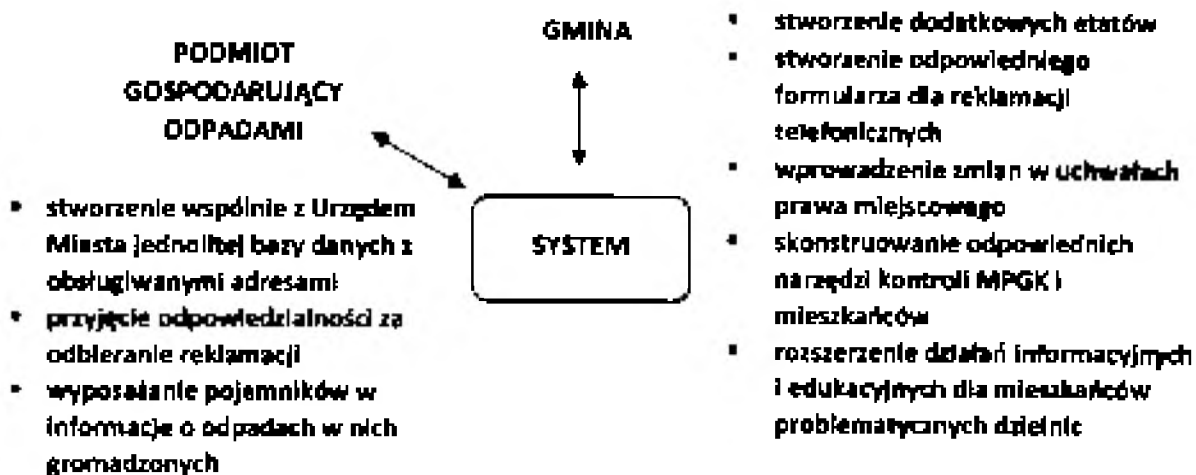 PODMIOT
GOSPODARUJĄCY
ODPADAMI
• stworzenie wspólnie z Urzędem
Miasta jednolitej bazy danych z
obsługiwanymi adresami
• przyjęcie odpowiedzialności za
odbieranie reklamacji
• wyposażanie pojemników w
informacje o odpadach w nich
gromadzonych
GMINA
SYSTEM
• stworzenie dodatkowych etatów
• stworzenie odpowiedniego
formularza dla reklamacji
telefonicznych
• wprowadzenie zmian w uchwałach
prawa miejscowego
• skonstruowanie odpowiednich
narzędzi kontroli MPGK i
mieszkańców
• rozszerzenie działań informacyjnych
i edukacyjnych dla mieszkańców
problematycznych dzielnic